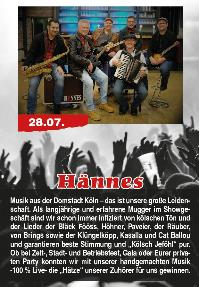 28.07.
Hännes
Musik aus der Domstadt Köln – das ist unsere große Leiden-
schaft. Als langjährige und erfahrene Mugger im Showge-
schäft sind wir schon immer infiziert von kölschen Tön und
der Lieder der Bläck Fööss, Höhner, Paveier, der Räuber,
von Brings sowie der Klüngelköpp, Kasalla und Cat Ballou
und garantieren beste Stimmung und „Kölsch Jeföhl“ pur.
Ob bei Zelt-, Stadt- und Betriebsfest, Gala oder Eurer priva-
ten Party konnten wir mit unserer handgemachten Musik
-100 % Live- die „Hätze“ unserer Zuhörer für uns gewinnen.